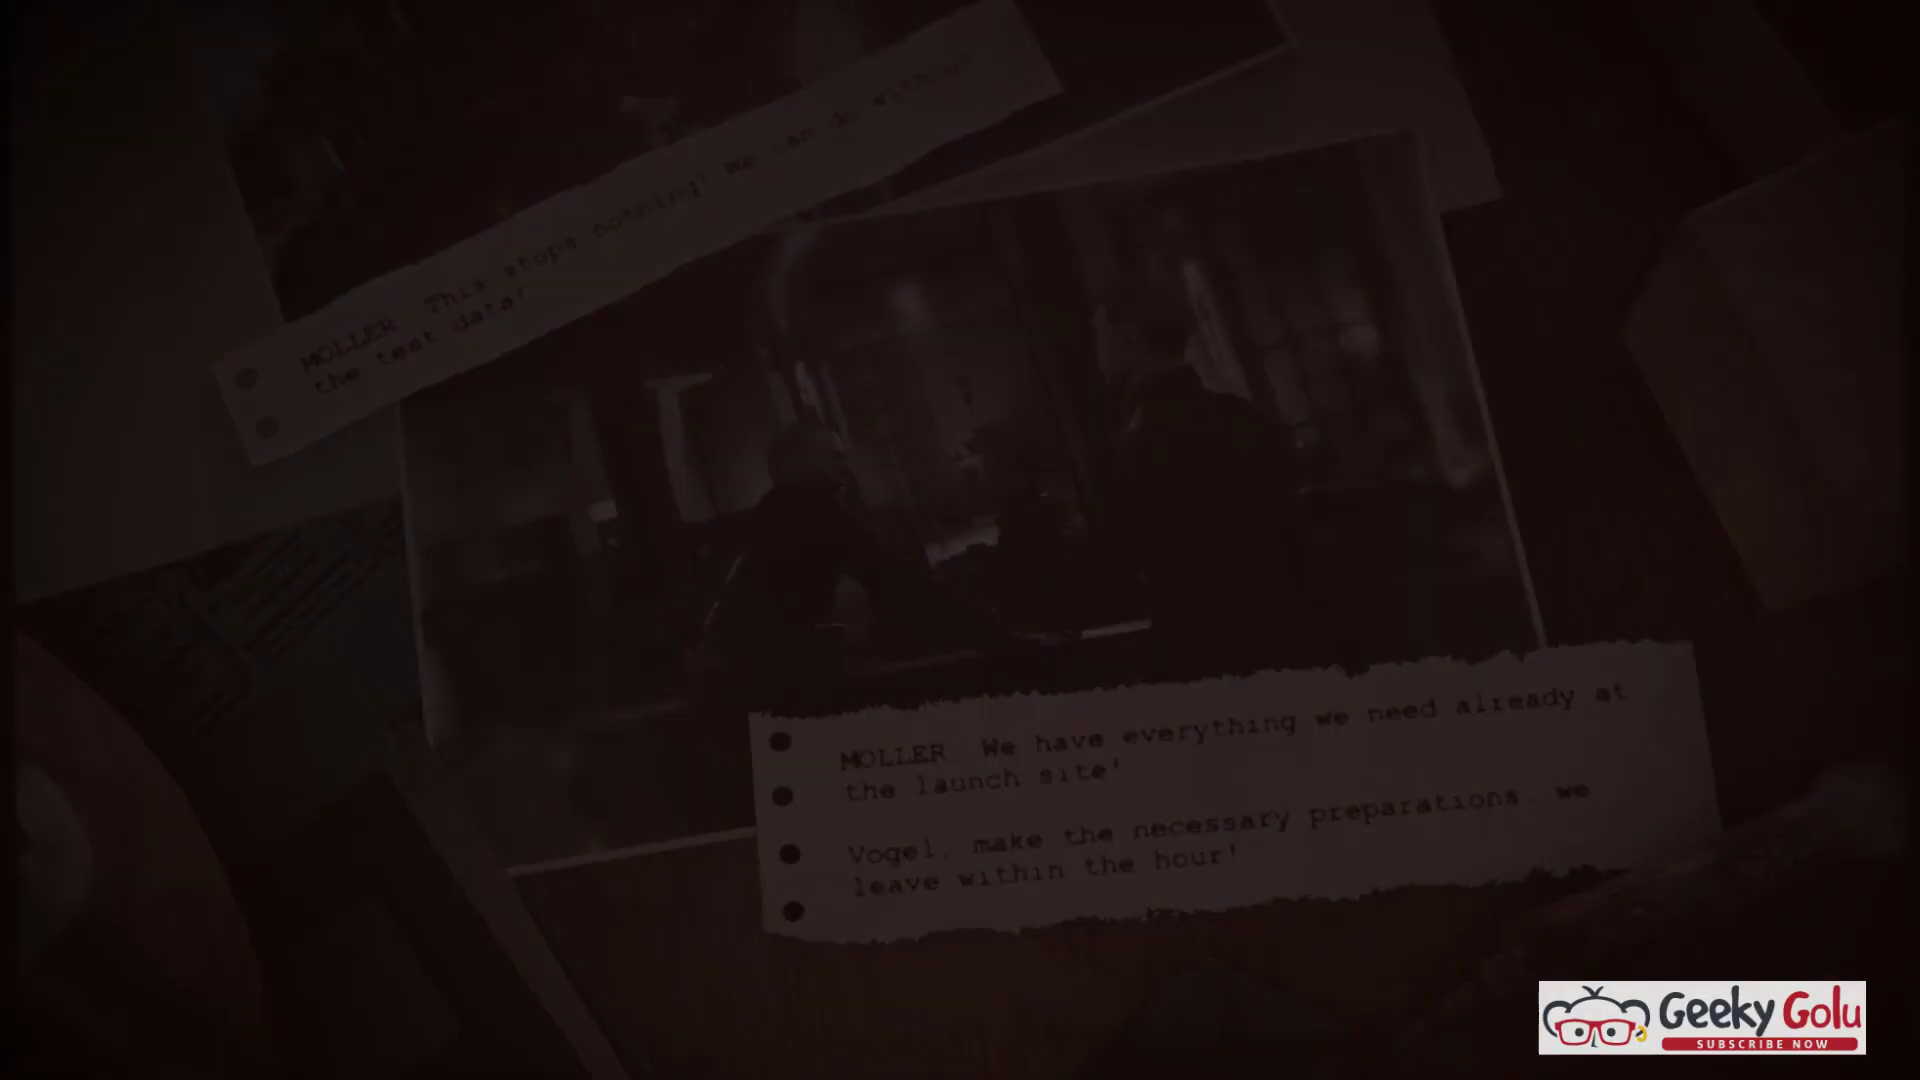 MOLLER This stops nothing! We can do without
the test data!
MOLLER We have everything we need already at
the launch site!
Vogel, make the necessary preparations, we
leave within the hour!
Geeky Golu
SUBSCRIBE NOW